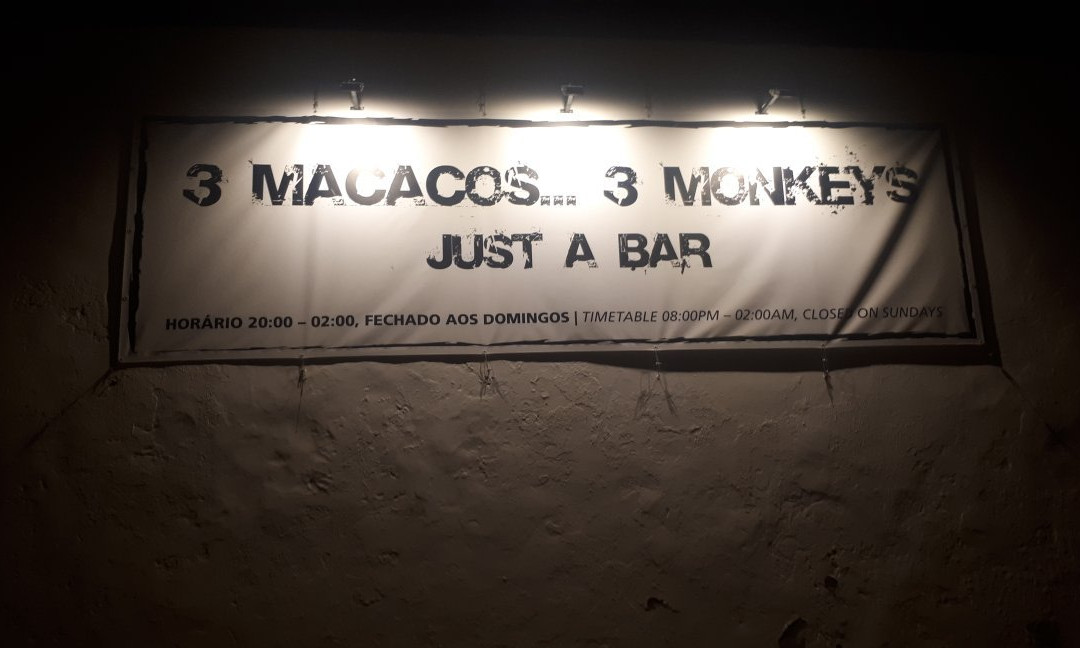 3 MACACOS... 3 MONKEYS
JUST A BAR
HORÁRIO 20:00 – 02:00, FECHADO AOS DOMINGOS | TIMETABLE 08:00PM – 02:00AM, CLOSED ON SUNDAYS